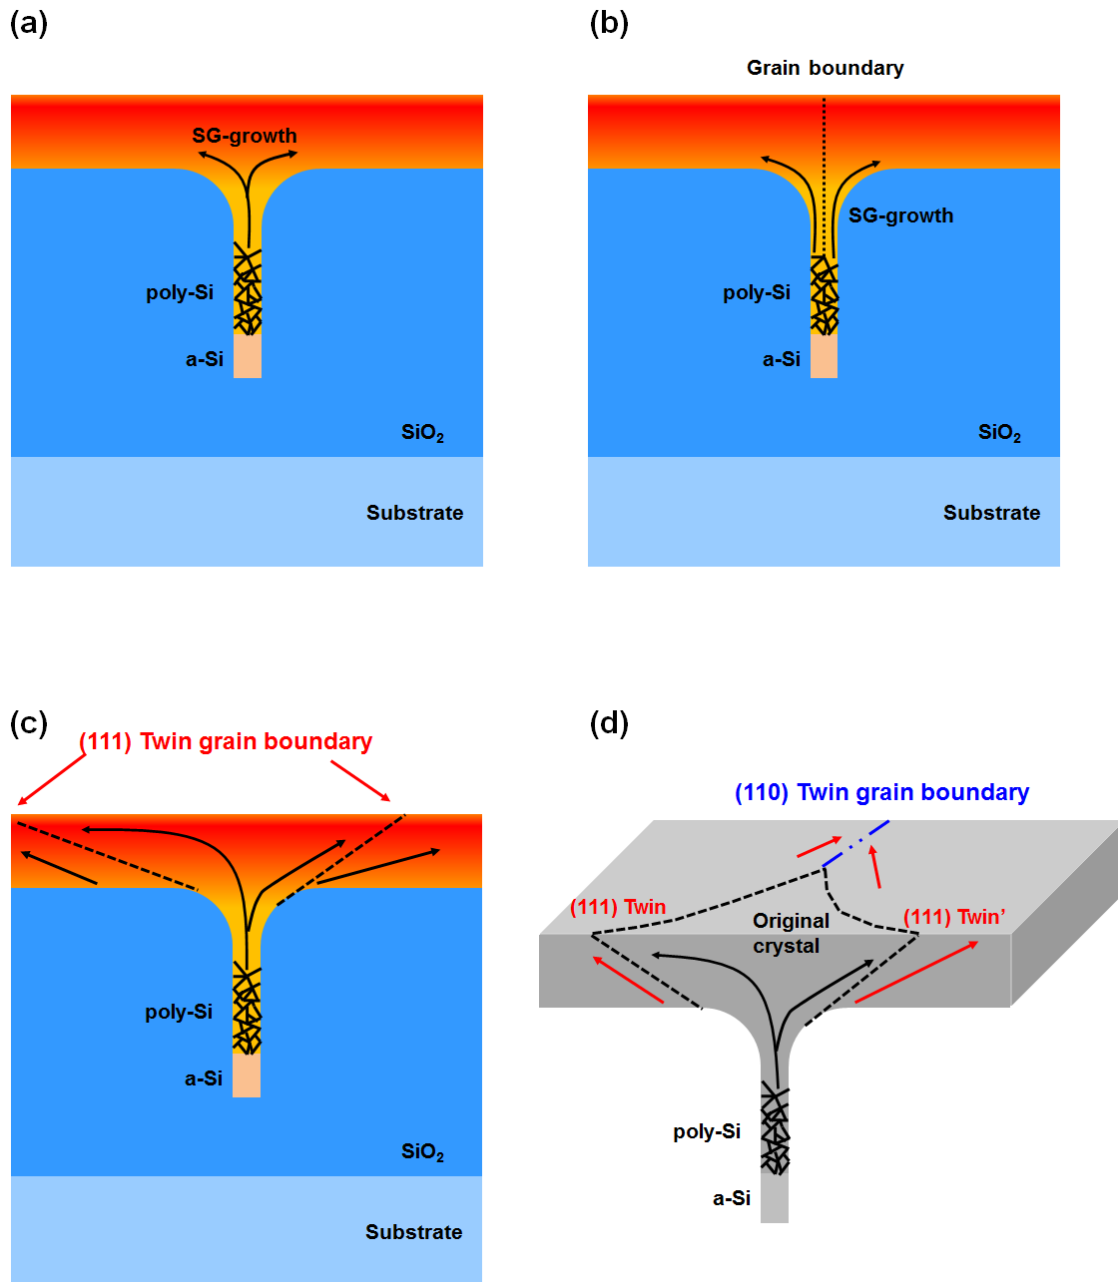 (a)
SG-growth
poly-Si
a-Si
SiO₂
Substrate
(b)
Grain boundary
SG-growth
poly-Si
a-Si
SiO₂
Substrate
(c)
(111) Twin grain boundary
poly-Si
a-Si
SiO₂
Substrate
(d)
(110) Twin grain boundary
(111) Twin
Original
crystal
(111) Twin’
poly-Si
a-Si